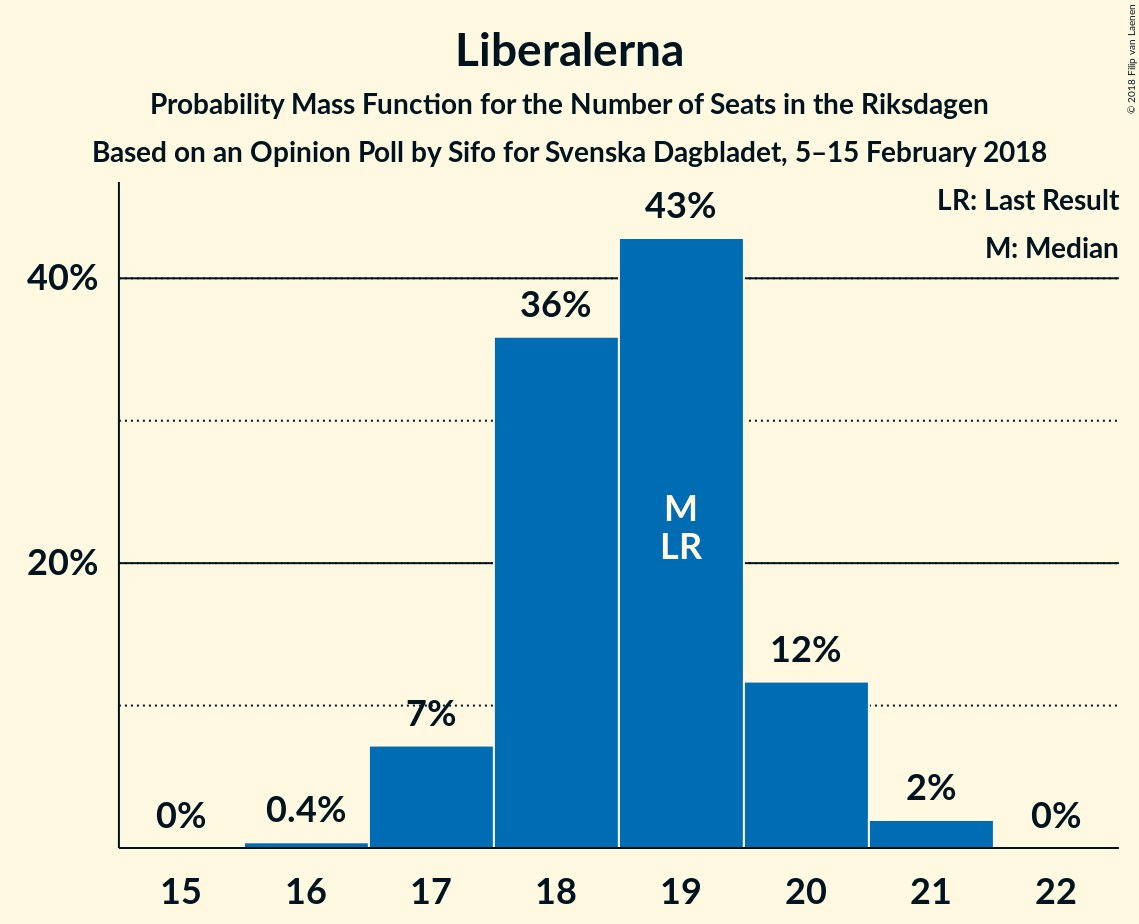 Liberalerna
Probability Mass Function for the Number of Seats in the Riksdagen
Based on an Opinion Poll by Sifo for Svenska Dagbladet, 5–15 February 2018
© 2018 Filip van Laenen
LR: Last Result
M: Median
43%
40%
36%
M
LR
20%
12%
7%
2%
0%
0.4%
0%
15 16 17 18 19 20 21 22